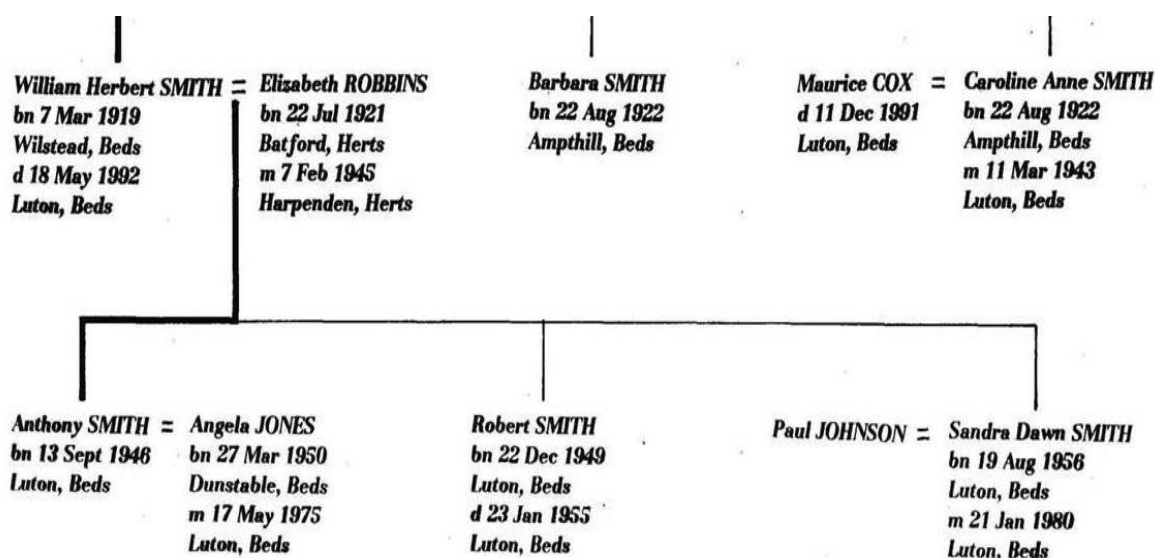 William Herbert SMITH = Elizabeth ROBBINS
bn 7 Mar 1919
Wilstead, Beds
d 18 May 1992
Luton, Beds
bn 22 Jul 1921
Batford, Herts
m 7 Feb 1945
Harpenden, Herts
Barbara SMITH
bn 22 Aug 1922
Ampthill, Beds
Maurice COX = Caroline Anne SMITH
d 11 Dec 1991
Luton, Beds
bn 22 Aug 1922
Ampthill, Beds
m 11 Mar 1943
Luton, Beds
Anthony SMITH = Angela JONES
bn 13 Sept 1946
Luton, Beds
bn 27 Mar 1950
Dunstable, Beds
m 17 May 1975
Luton, Beds
Robert SMITH
bn 22 Dec 1949
Luton, Beds
d 23 Jan 1955
Luton, Beds
Paul JOHNSON = Sandra Dawn SMITH
bn 19 Aug 1956
Luton, Beds
m 21 Jan 1980
Luton, Beds